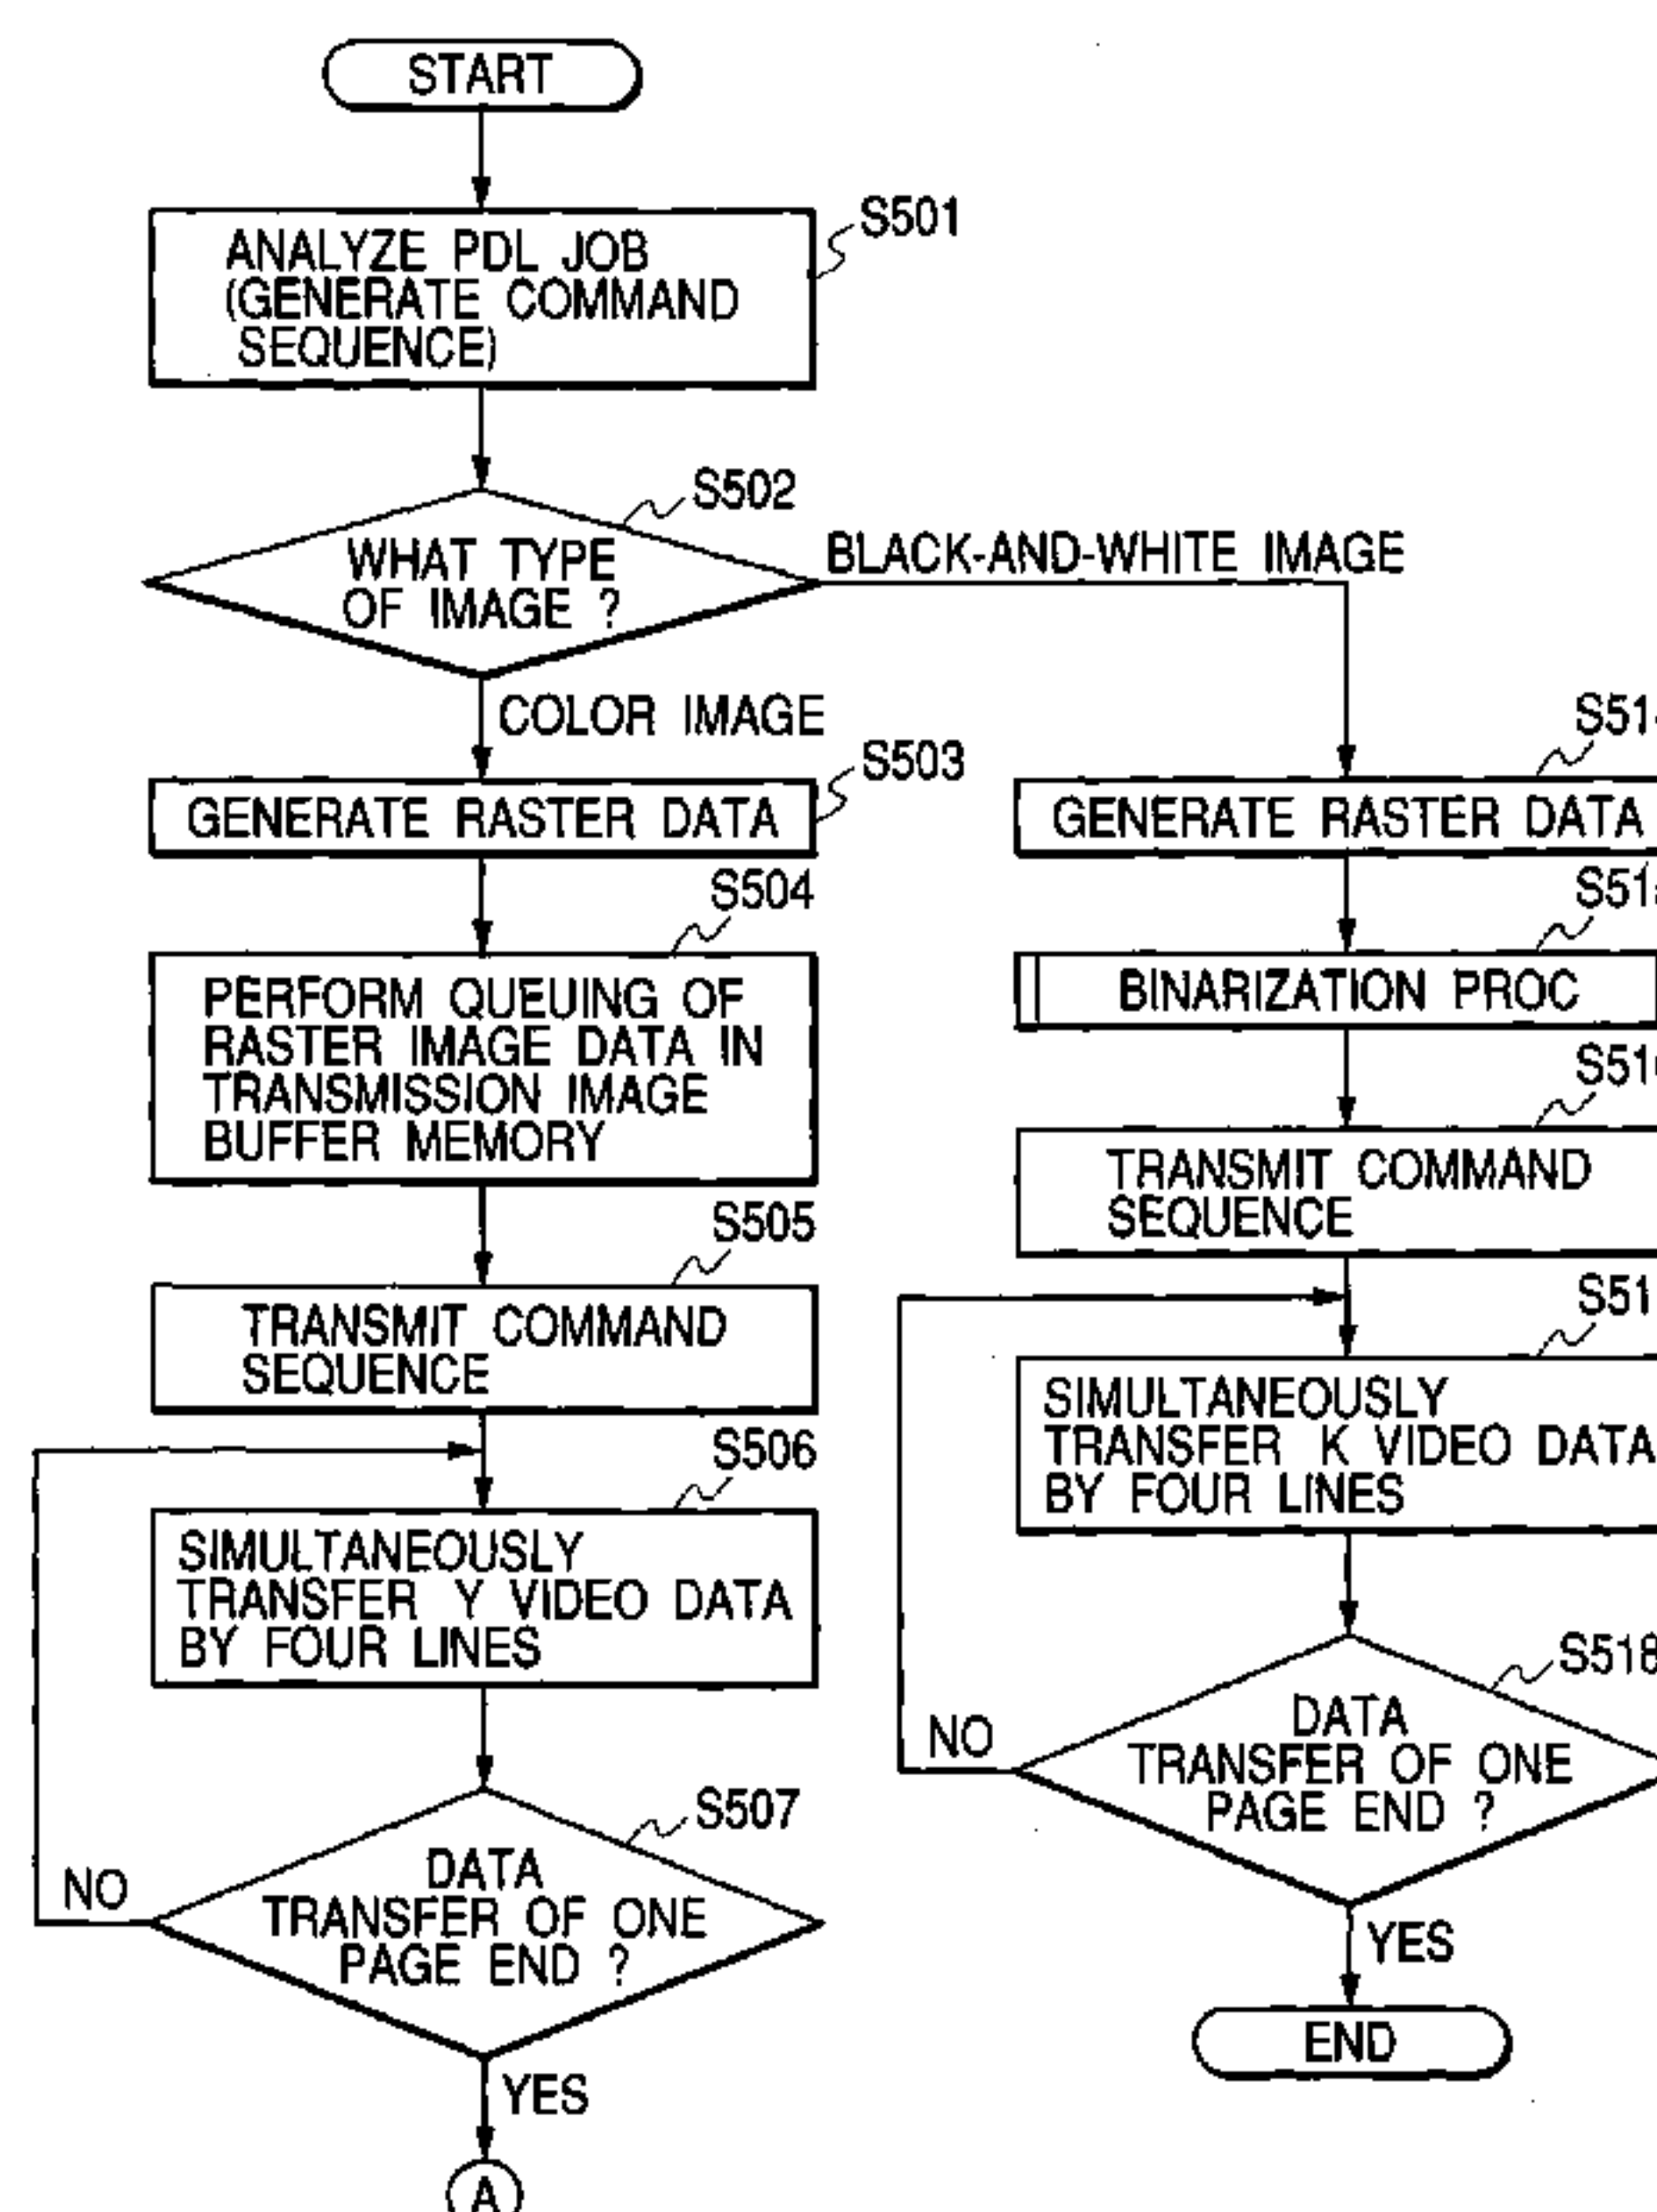 START
S501
ANALYZE PDL JOB
(GENERATE COMMAND
SEQUENCE)
S502
WHAT TYPE
OF IMAGE ?
BLACK-AND-WHITE IMAGE
COLOR IMAGE
S503
GENERATE RASTER DATA
S504
PERFORM QUEUING OF
RASTER IMAGE DATA IN
TRANSMISSION IMAGE
BUFFER MEMORY
S505
TRANSMIT COMMAND
SEQUENCE
S506
SIMULTANEOUSLY
TRANSFER Y VIDEO DATA
BY FOUR LINES
S507
DATA
TRANSFER OF ONE
PAGE END ?
NO
YES
A
GENERATE RASTER DATA
BINARIZATION PROC
TRANSMIT COMMAND
SEQUENCE
SIMULTANEOUSLY
TRANSFER K VIDEO DATA
BY FOUR LINES
S518
DATA
TRANSFER OF ONE
PAGE END ?
NO
YES
END